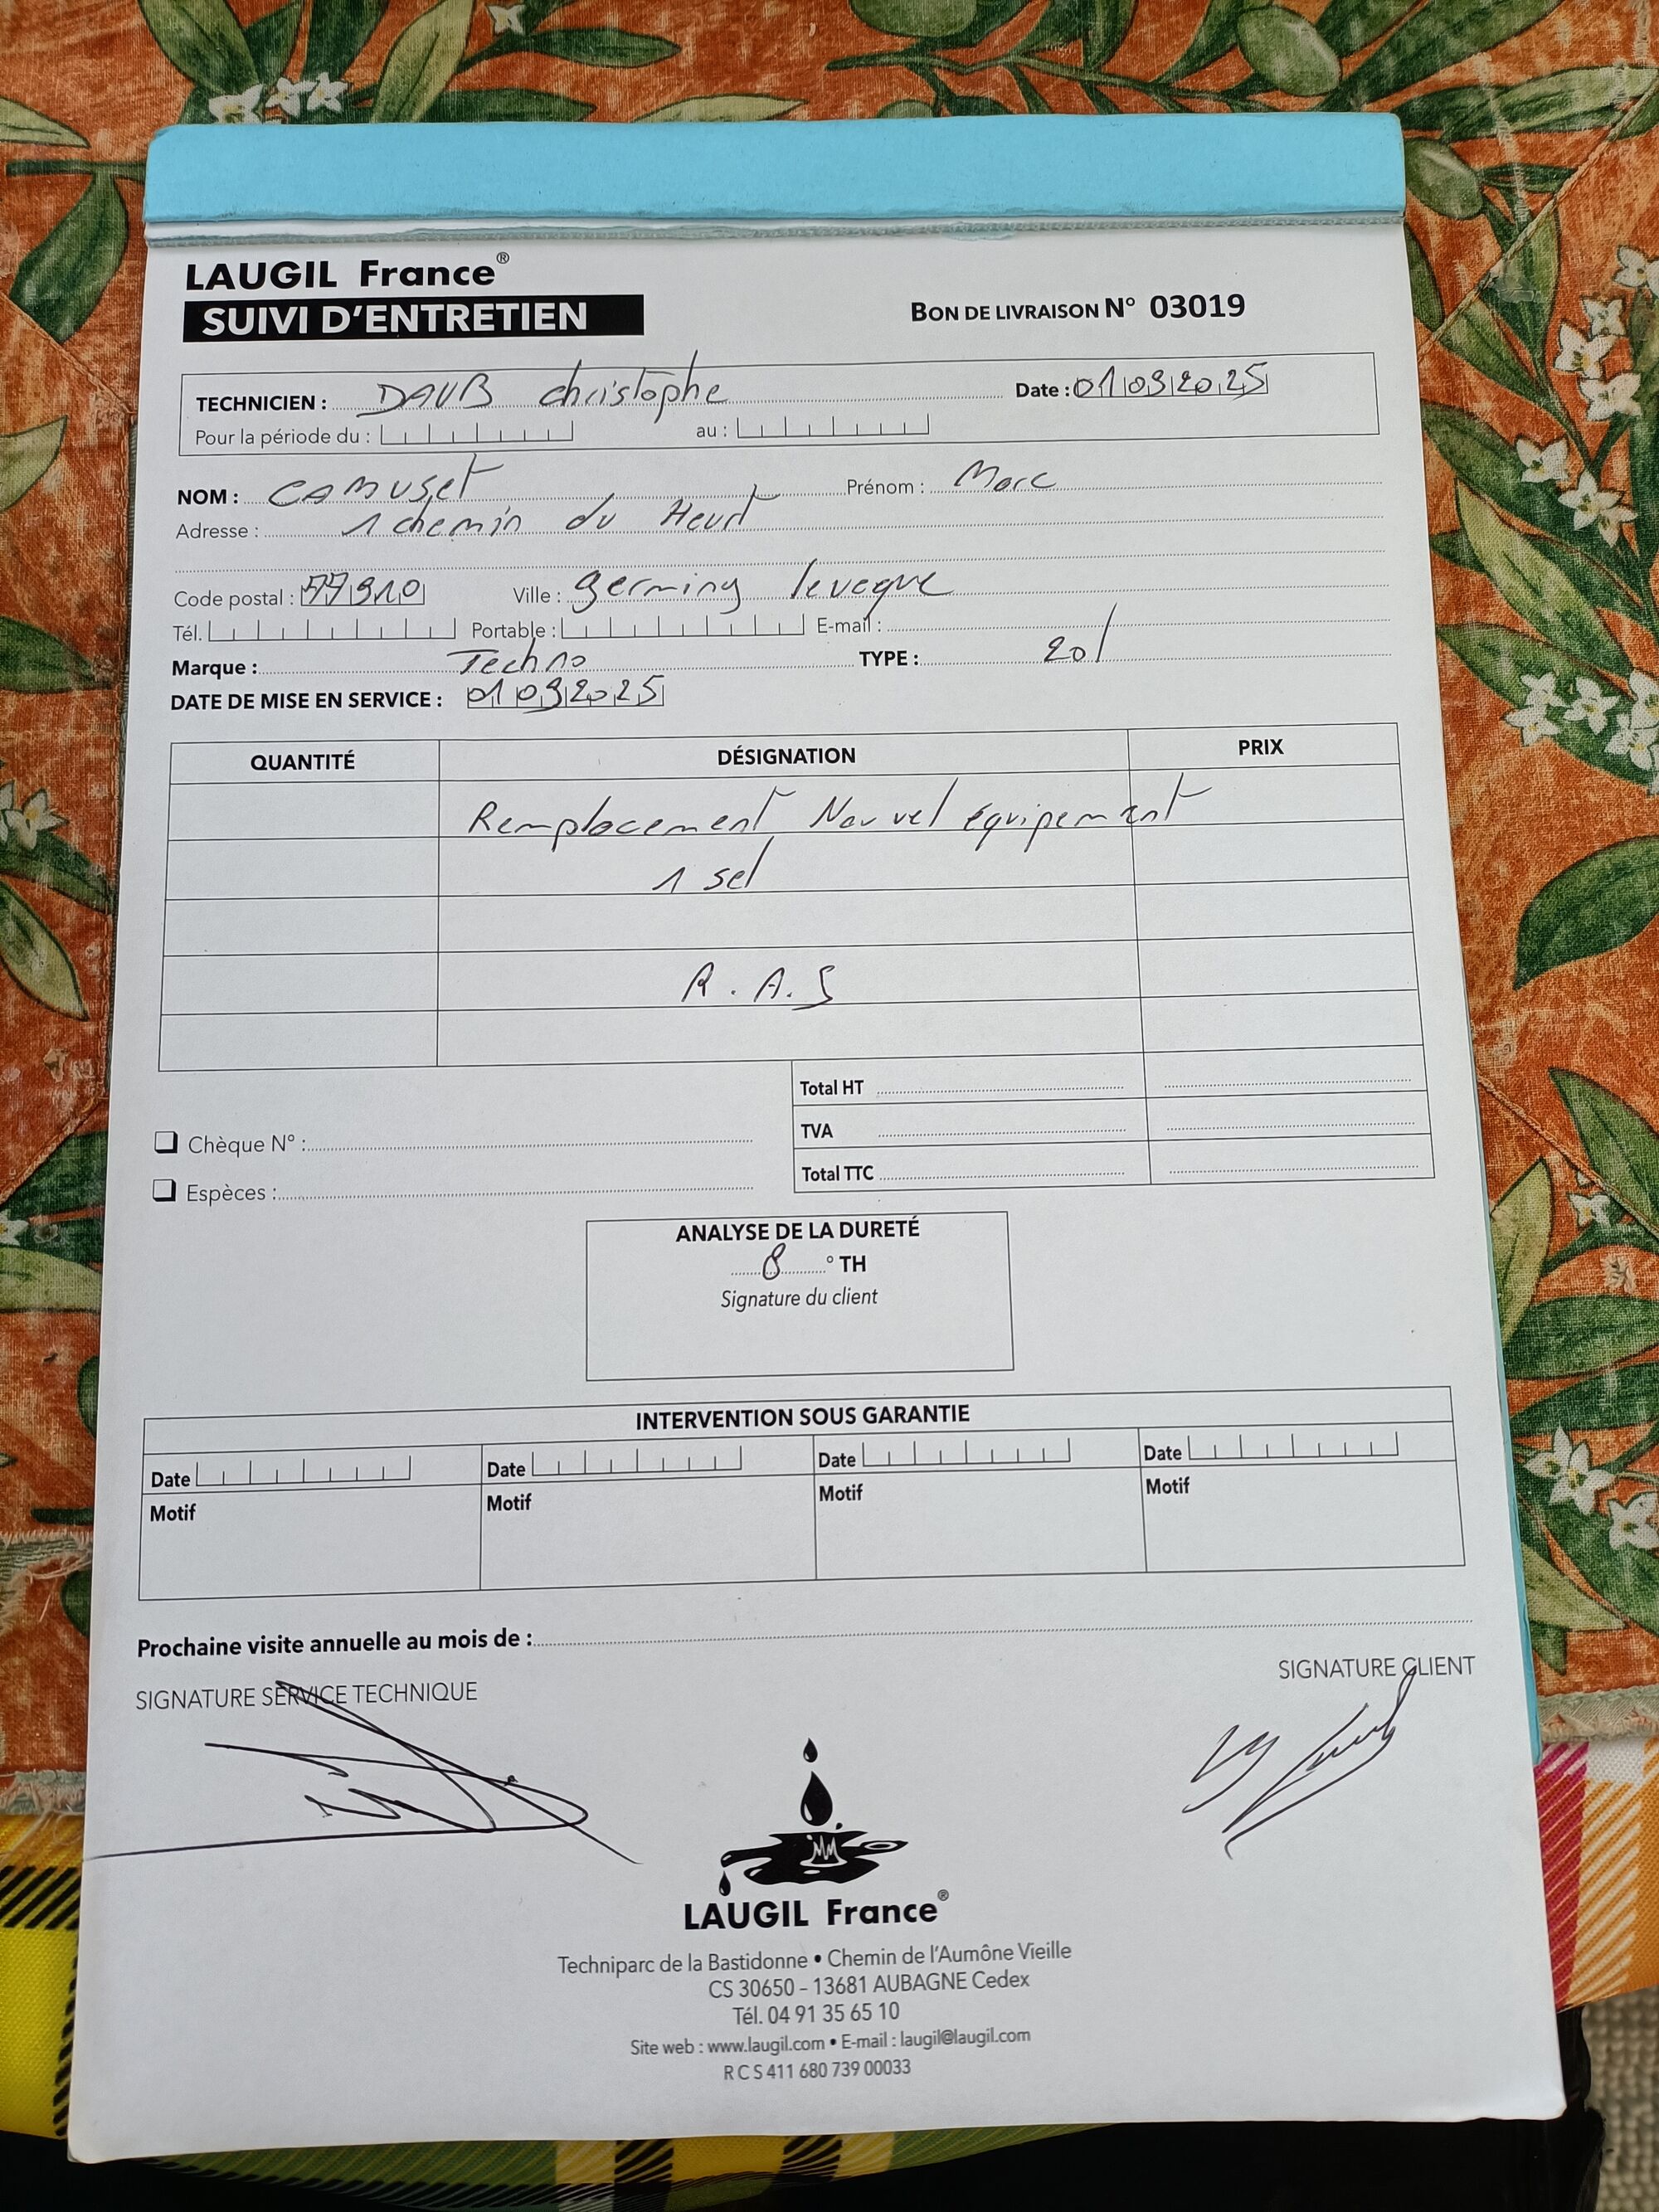 LAUGIL France®
SUIVI D'ENTRETIEN
BON DE LIVRAISON N° 03019
TECHNICIEN : DAUB christophe Date : 01092025
Pour la période du : au :
NOM : CAMUSET Prénom : Marc
Adresse : 1 chemin du Heurt
Code postal : 77910 Ville : germiny leveque
Tél. Portable : E-mail :
Marque : Techno TYPE : 20l
DATE DE MISE EN SERVICE : 01092025
QUANTITÉ DÉSIGNATION PRIX
Remplacement Nouvel équipement
1 sel
R.A.S
Total HT
TVA
Total TTC
Chèque N° :
Espèces :
ANALYSE DE LA DURETÉ
8 ° TH
Signature du client
INTERVENTION SOUS GARANTIE
Date Date Date Date
Motif Motif Motif Motif
Prochaine visite annuelle au mois de :
SIGNATURE SERVICE TECHNIQUE SIGNATURE CLIENT
LAUGIL France®
Techniparc de la Bastidonne • Chemin de l'Aumône Vieille
CS 30650 – 13681 AUBAGNE Cedex
Tél. 04 91 35 65 10
Site web : www.laugil.com • E-mail : laugil@laugil.com
R C S 411 680 739 00033